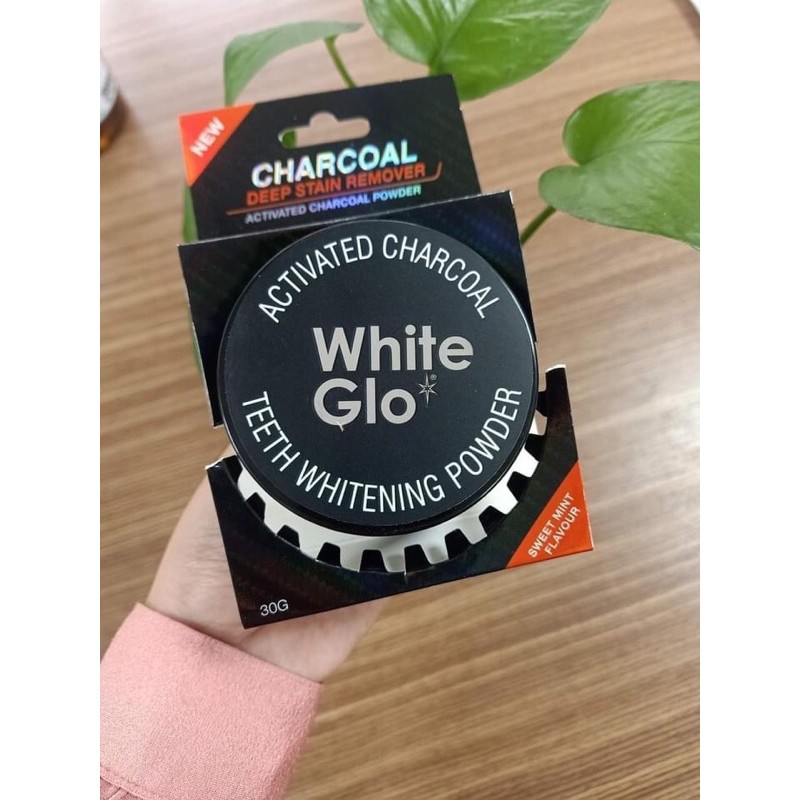 NEW
CHARCOAL
DEEP STAIN REMOVER
ACTIVATED CHARCOAL POWDER
ACTIVATED CHARCOAL
White
Glo®
TEETH WHITENING POWDER
SWEET MINT
FLAVOUR
30G